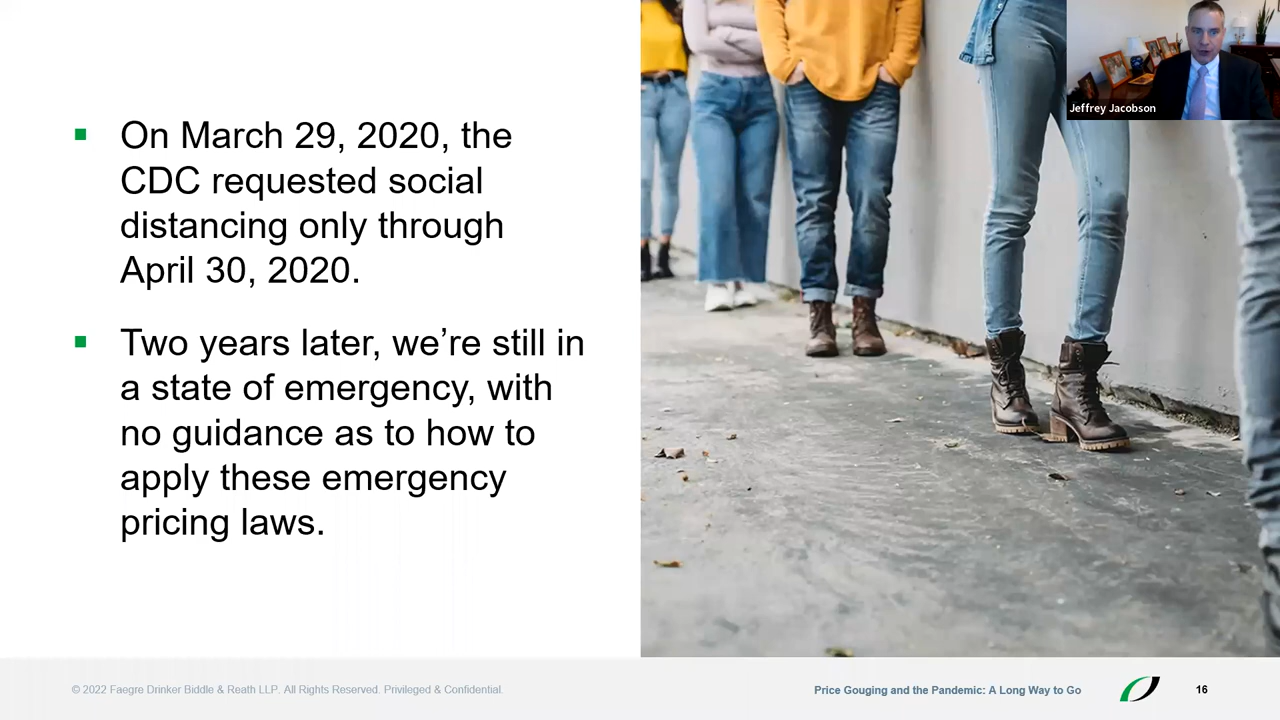 Jeffrey Jacobson
▪ On March 29, 2020, the
CDC requested social
distancing only through
April 30, 2020.
▪ Two years later, we’re still in
a state of emergency, with
no guidance as to how to
apply these emergency
pricing laws.
© 2022 Faegre Drinker Biddle & Reath LLP. All Rights Reserved. Privileged & Confidential.
Price Gouging and the Pandemic: A Long Way to Go
16